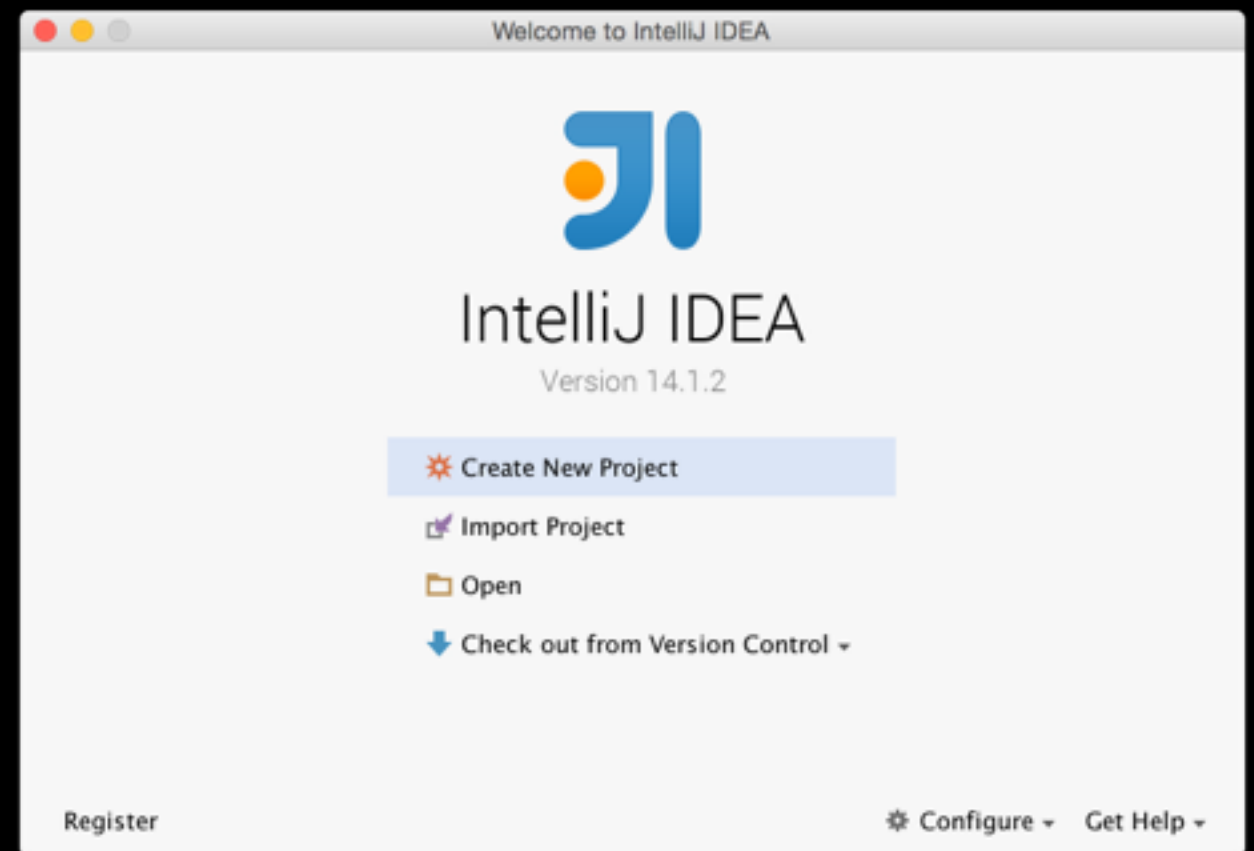 Welcome to IntelliJ IDEA
IntelliJ IDEA
Version 14.1.2
Create New Project
Import Project
Open
Check out from Version Control
Register Configure Get Help